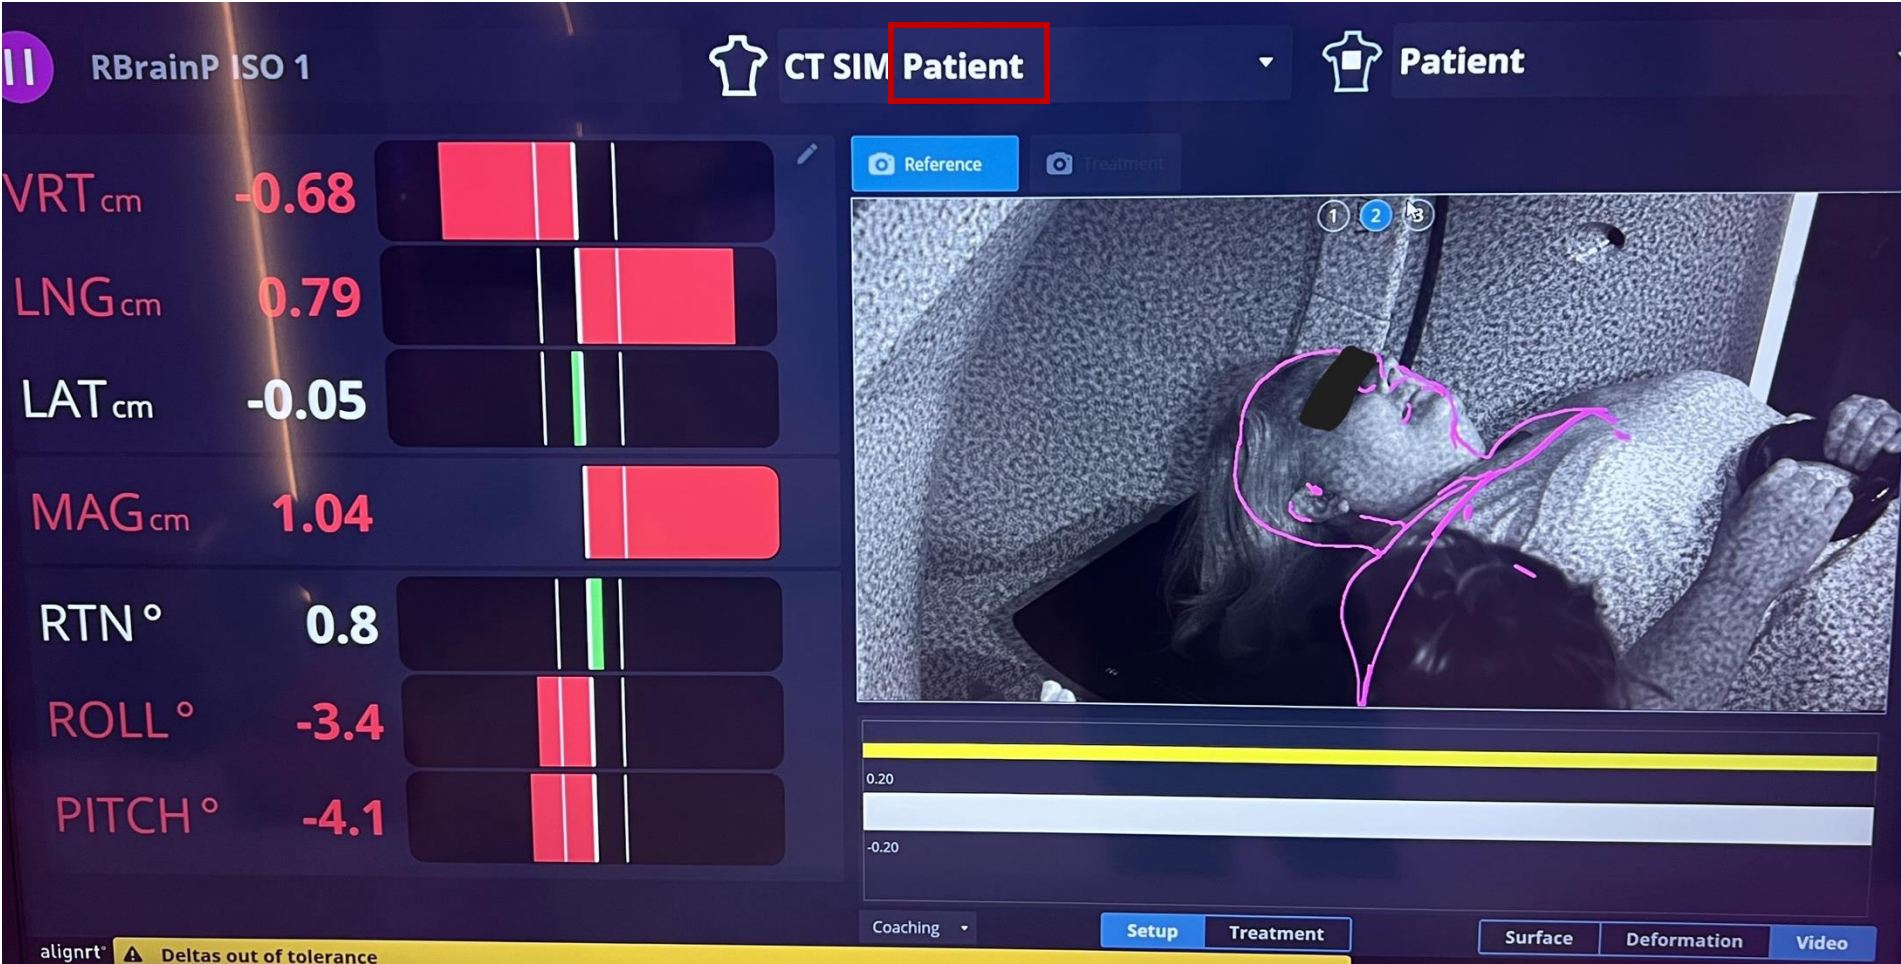 RBrainP ISO 1
CT SIM Patient
Patient
VRT cm -0.68
LNG cm 0.79
LAT cm -0.05
MAG cm 1.04
RTN ° 0.8
ROLL ° -3.4
PITCH ° -4.1
Reference
Treatment
1 2 3
0.20
-0.20
Coaching
Setup
Treatment
Surface
Deformation
Video
alignrt®
Deltas out of tolerance